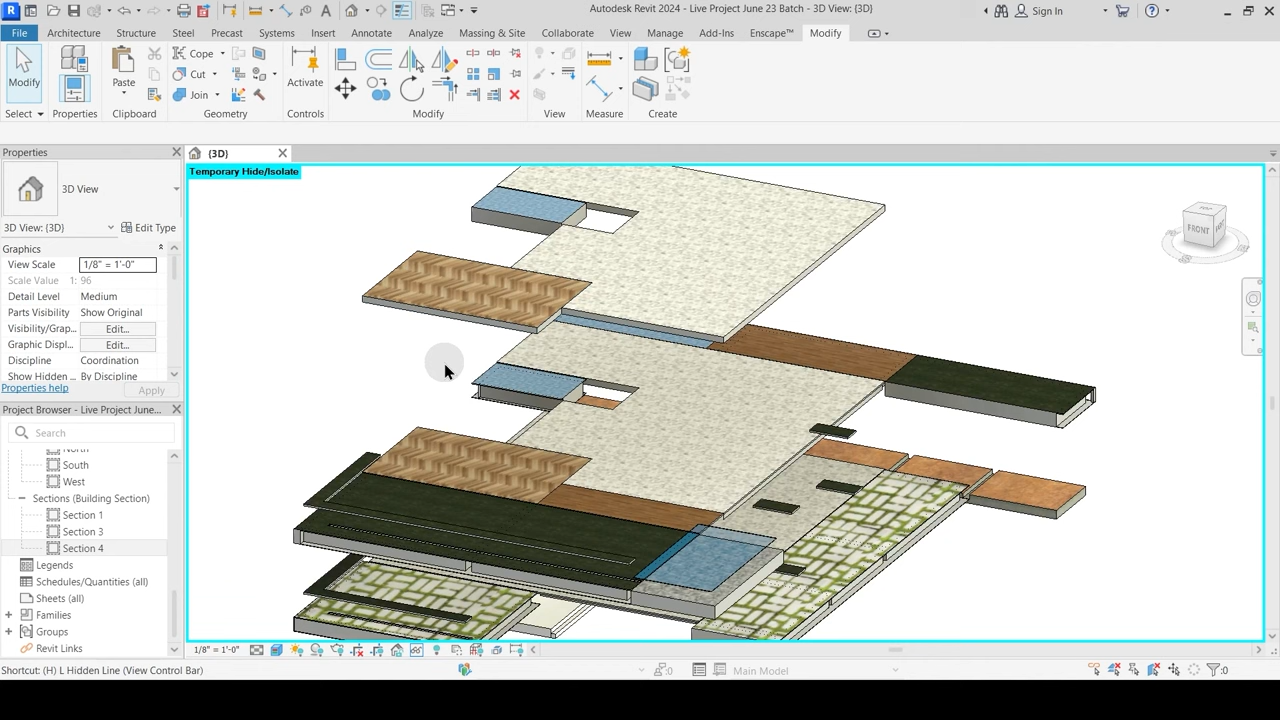 Autodesk Revit 2024 - Live Project June 23 Batch - 3D View: {3D}
Sign In
File
Architecture
Structure
Steel
Precast
Systems
Insert
Annotate
Analyze
Massing & Site
Collaborate
View
Manage
Add-Ins
Enscape™
Modify
Modify
Properties
Paste
Cope
Cut
Join
Activate
Select
Properties
Clipboard
Geometry
Controls
Modify
View
Measure
Create
Properties
{3D}
3D View
3D View: {3D}
Edit Type
Graphics
View Scale
1/8" = 1'-0"
Scale Value 1:
96
Detail Level
Medium
Parts Visibility
Show Original
Visibility/Grap...
Edit...
Graphic Displ...
Edit...
Discipline
Coordination
Show Hidden ...
By Discipline
Properties help
Apply
Project Browser - Live Project June...
Search
North
South
West
Sections (Building Section)
Section 1
Section 3
Section 4
Legends
Schedules/Quantities (all)
Sheets (all)
Families
Groups
Revit Links
Temporary Hide/Isolate
TOP
FRONT
1/8" = 1'-0"
Shortcut: (H) L Hidden Line (View Control Bar)
:0
Main Model
:0